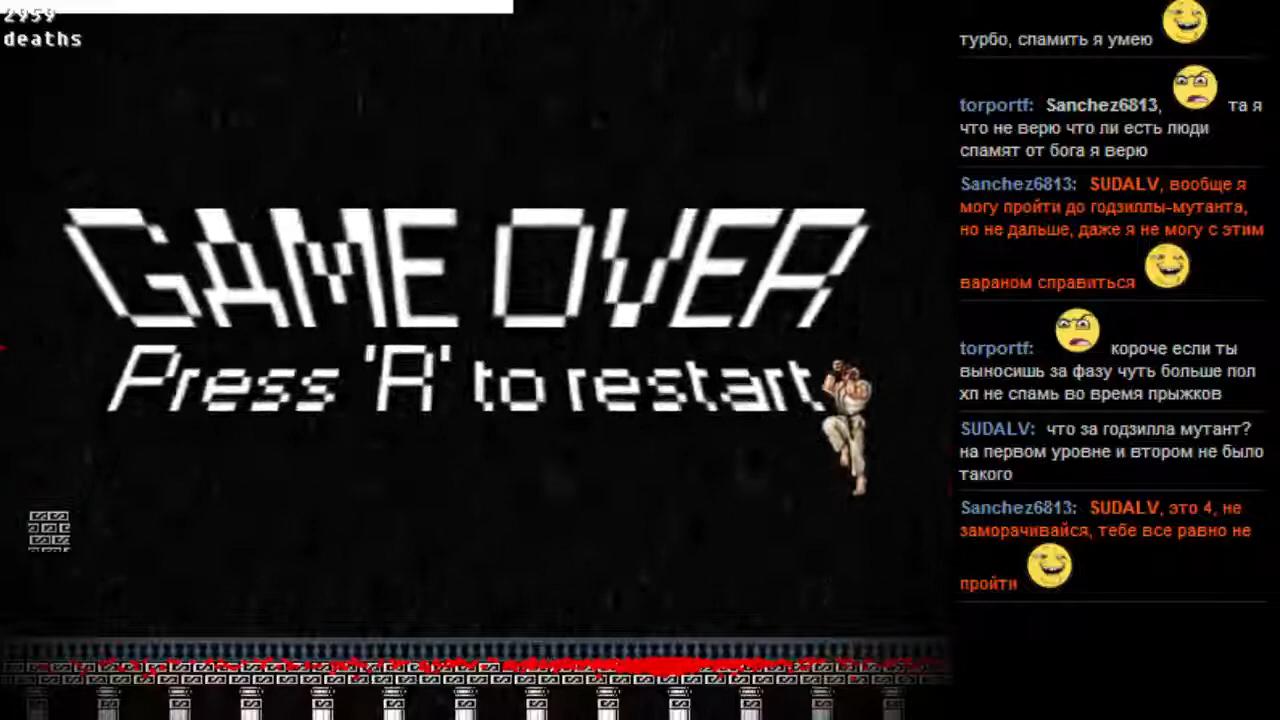 2959
deaths
GAME OVER
Press 'R' to restart
турбо, спамить я умею
torportf: Sanchez6813, та я
что не верю что ли есть люди
спамят от бога я верю
Sanchez6813: SUDALV, вообще я
могу пройти до годзиллы-мутанта,
но не дальше, даже я не могу с этим
вараном справиться
torportf: короче если ты
выносишь за фазу чуть больше пол
хп не спамь во время прыжков
SUDALV: что за годзилла мутант?
на первом уровне и втором не было
такого
Sanchez6813: SUDALV, это 4, не
заморачивайся, тебе все равно не
пройти